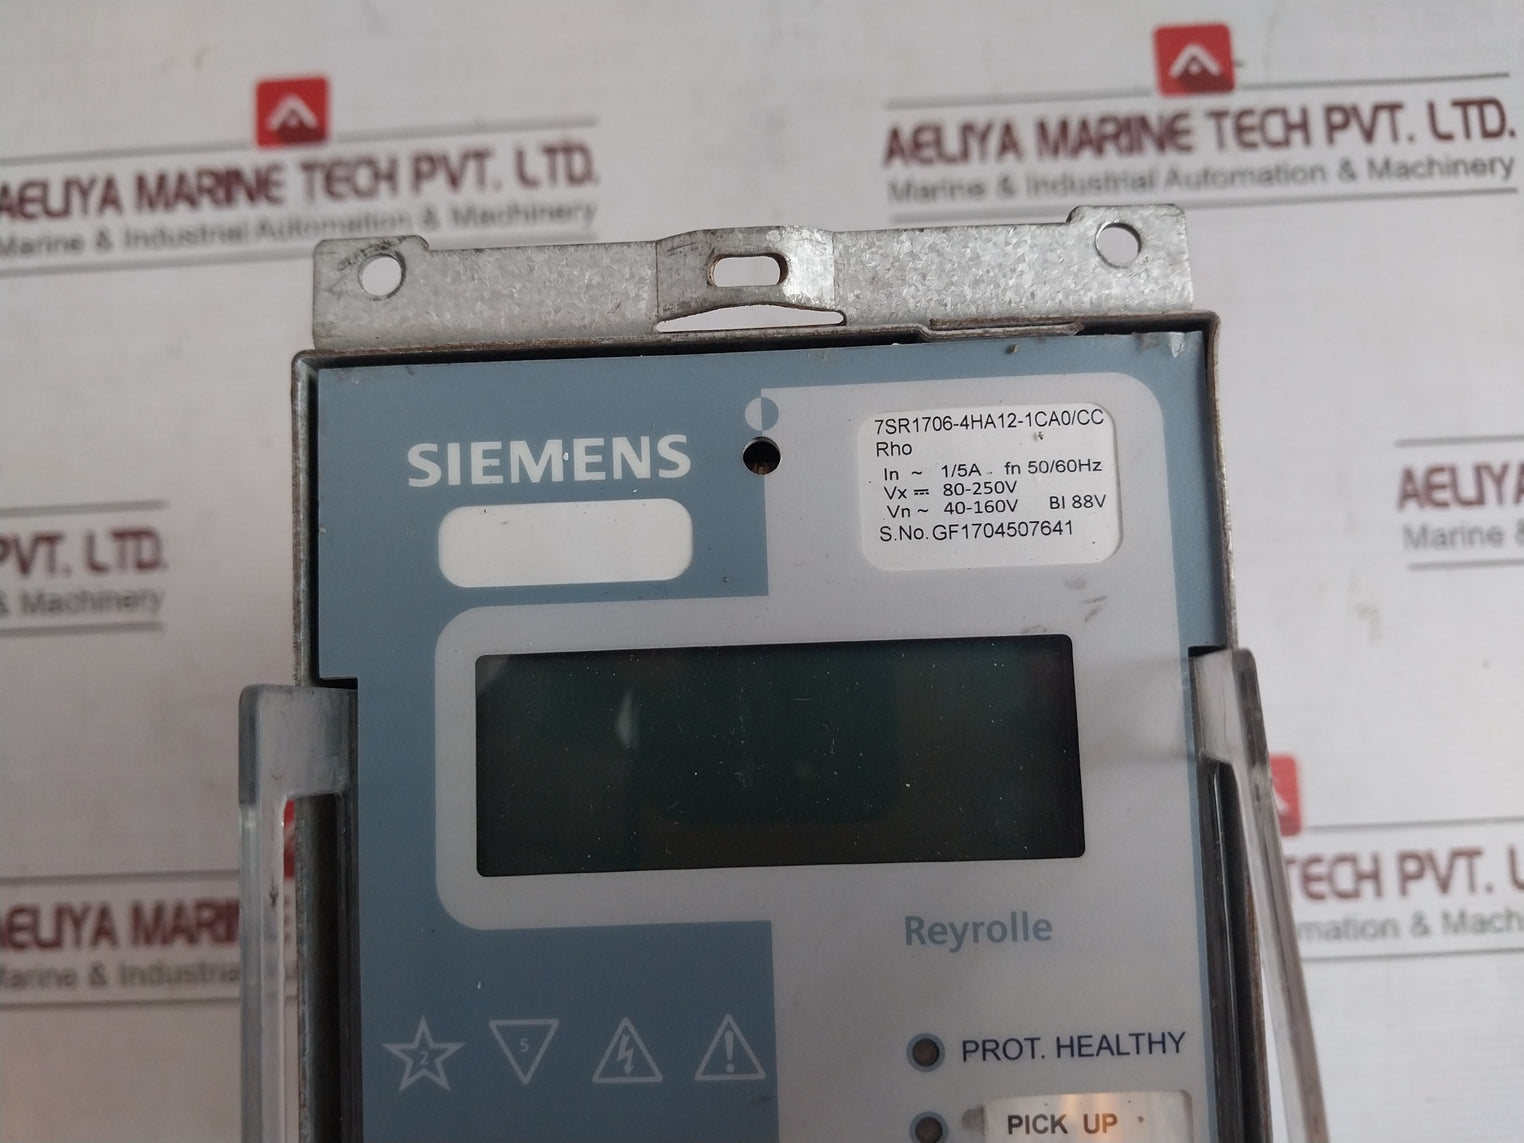 AELIYA MARINE TECH PVT. LTD.
Marine & Industrial Automation & Machinery
AELIYA MARINE TECH PVT. LTD.
Marine & Industrial Automation & Machinery
SIEMENS
7SR1706-4HA12-1CA0/CC
Rho
In ~ 1/5A fn 50/60Hz
Vx ⎓ 80-250V
Vn ~ 40-160V BI 88V
S.No. GF1704507641
PVT. LTD.
& Machinery
AELIYA
Marine &
AELIYA MARINE
Marine & Industrial
TECH PVT. L
mation & Mach
Reyrolle
2
5
PROT. HEALTHY
PICK UP